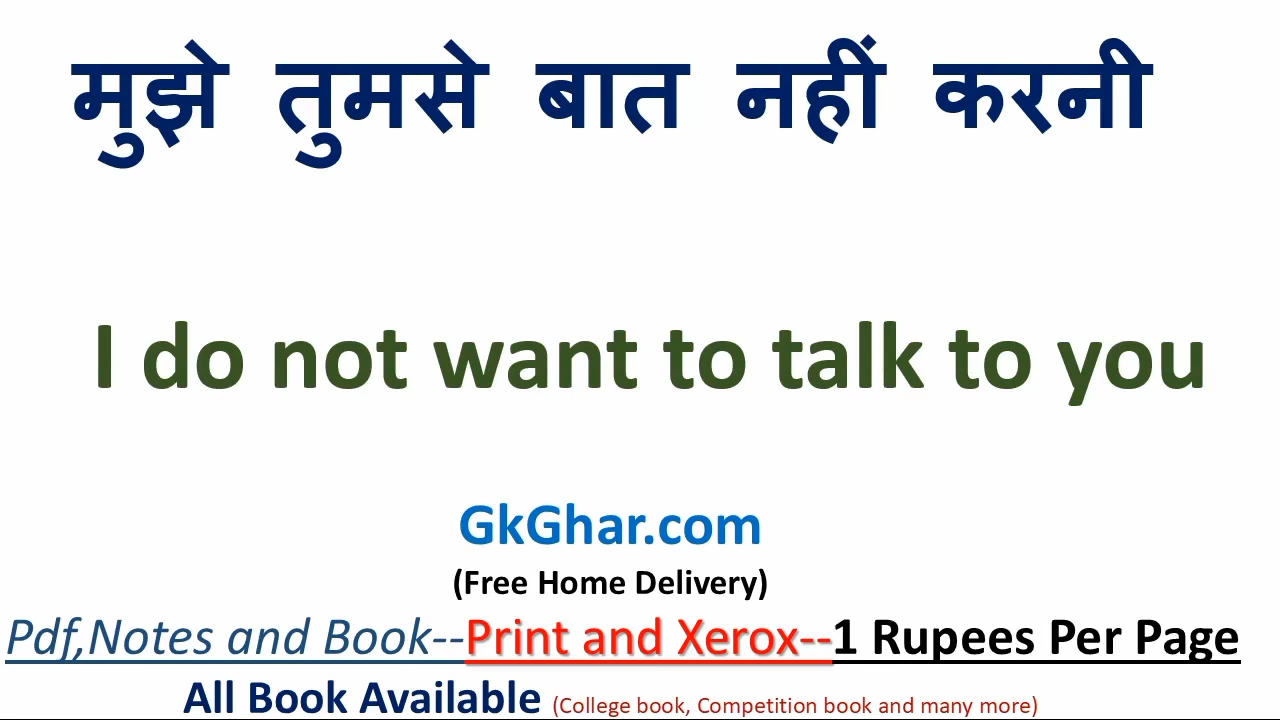 मुझे तुमसे बात नहीं करनी
I do not want to talk to you
GkGhar.com
(Free Home Delivery)
Pdf,Notes and Book--Print and Xerox--1 Rupees Per Page
All Book Available (College book, Competition book and many more)